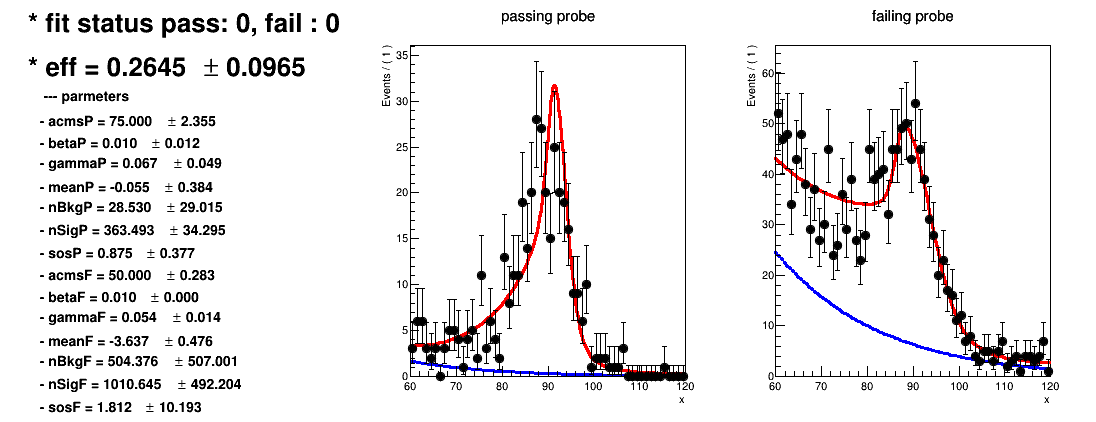 * fit status pass: 0, fail : 0
* eff = 0.2645 ± 0.0965
--- parmeters
- acmsP = 75.000 ± 2.355
- betaP = 0.010 ± 0.012
- gammaP = 0.067 ± 0.049
- meanP = -0.055 ± 0.384
- nBkgP = 28.530 ± 29.015
- nSigP = 363.493 ± 34.295
- sosP = 0.875 ± 0.377
- acmsF = 50.000 ± 0.283
- betaF = 0.010 ± 0.000
- gammaF = 0.054 ± 0.014
- meanF = -3.637 ± 0.476
- nBkgF = 504.376 ± 507.001
- nSigF = 1010.645 ± 492.204
- sosF = 1.812 ± 10.193
passing probe
Events / ( 1 )
35
30
25
20
15
10
5
0
60 70 80 90 100 110 120
x
failing probe
Events / ( 1 )
60
50
40
30
20
10
0
60 70 80 90 100 110 120
x